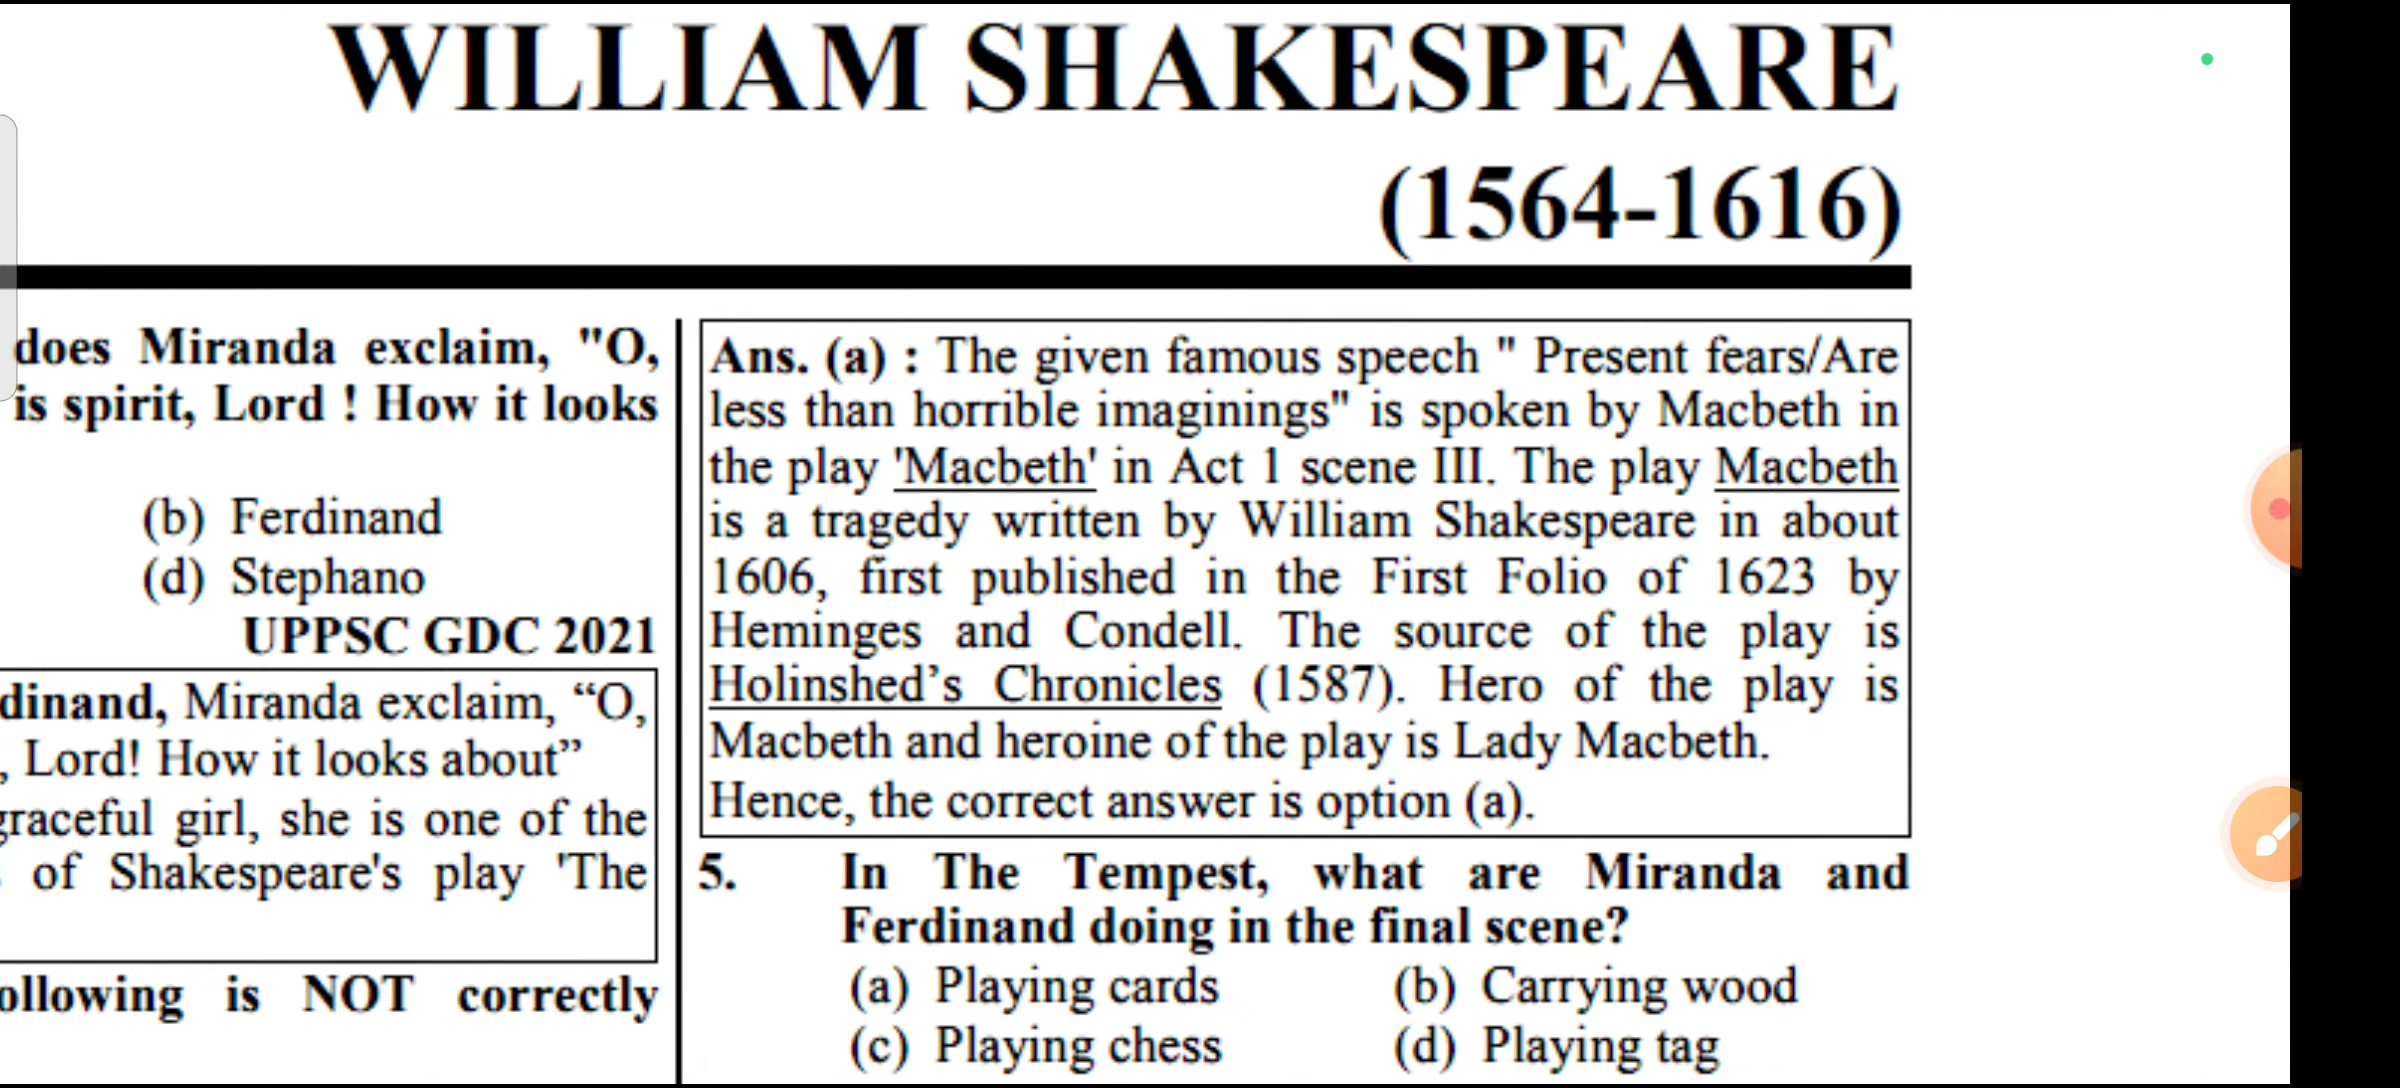 WILLIAM SHAKESPEARE
(1564-1616)
does Miranda exclaim, "O,
is spirit, Lord ! How it looks
(b) Ferdinand
(d) Stephano
UPPSC GDC 2021
dinand, Miranda exclaim, “O,
, Lord! How it looks about”
graceful girl, she is one of the
of Shakespeare's play 'The
ollowing is NOT correctly
Ans. (a) : The given famous speech " Present fears/Are
less than horrible imaginings" is spoken by Macbeth in
the play 'Macbeth' in Act 1 scene III. The play Macbeth
is a tragedy written by William Shakespeare in about
1606, first published in the First Folio of 1623 by
Heminges and Condell. The source of the play is
Holinshed’s Chronicles (1587). Hero of the play is
Macbeth and heroine of the play is Lady Macbeth.
Hence, the correct answer is option (a).
5. In The Tempest, what are Miranda and
Ferdinand doing in the final scene?
(a) Playing cards (b) Carrying wood
(c) Playing chess (d) Playing tag